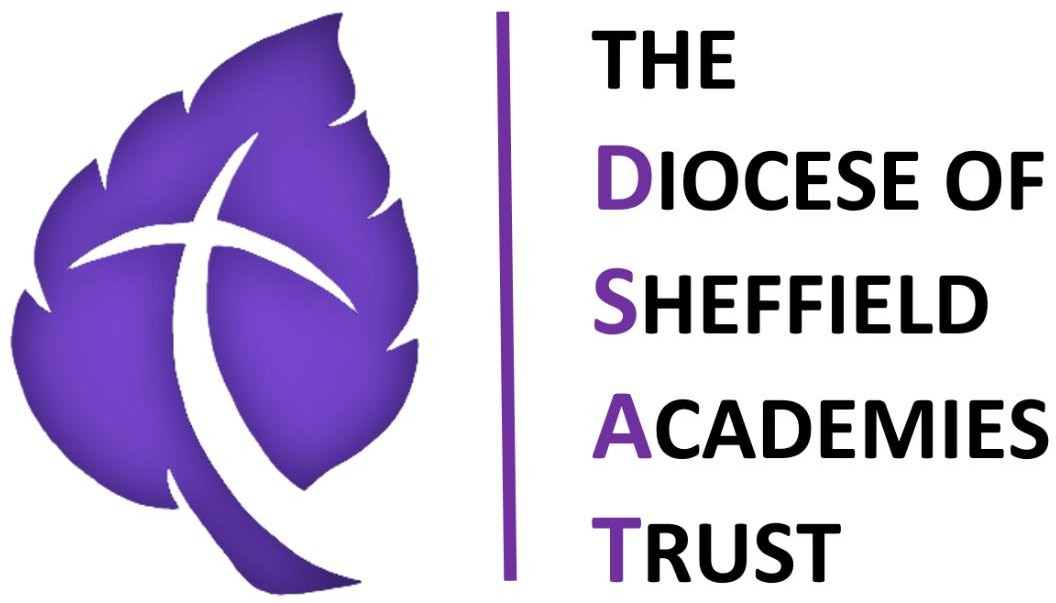 THE
DIOCESE OF
SHEFFIELD
ACADEMIES
TRUST